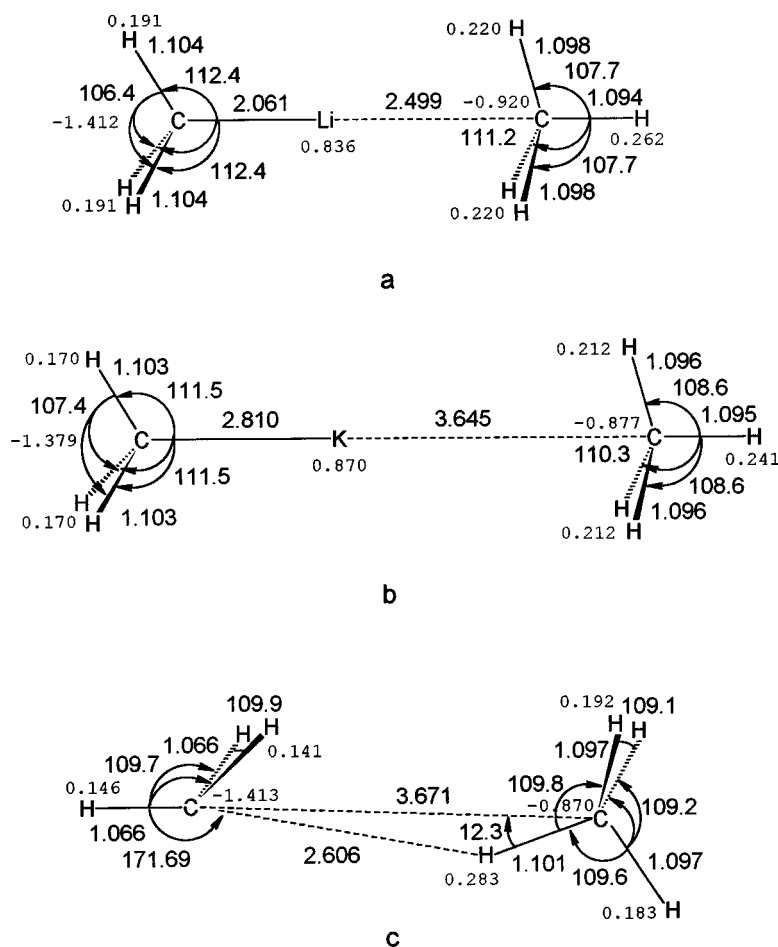 0.191
H 1.104
0.220 H 1.098
112.4 107.7
106.4 2.061 2.499 -0.920 1.094
-1.412 C Li C H
0.836 111.2 0.262
H 112.4 H 107.7
0.191 H 1.104 H 1.098
0.220
a
0.170 H 1.103 0.212 H 1.096
111.5 108.6
107.4 2.810 3.645 -0.877 1.095
-1.379 C K C H
0.870 110.3 0.241
H 111.5 H 108.6
0.170 H 1.103 0.212 H 1.096
b
109.9 0.192 109.1
H H H H
1.066 0.141 1.097
109.7
0.146 109.8
H C -1.413 3.671 -0.870 C 109.2
1.066 12.3
171.69 2.606 H 1.101 1.097
0.283 109.6
0.183 H
c